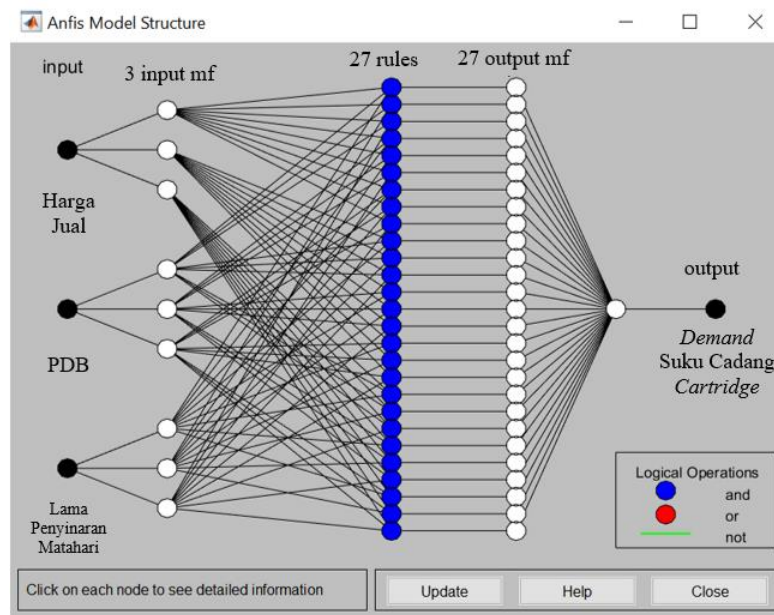 Anfis Model Structure
input
3 input mf
27 rules
27 output mf
Harga
Jual
PDB
Lama
Penyinaran
Matahari
output
Demand
Suku Cadang
Cartridge
Logical Operations
and
or
not
Click on each node to see detailed information
Update
Help
Close